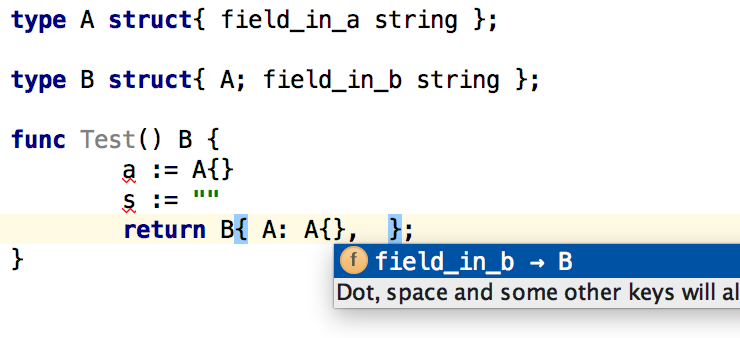 type A struct{ field_in_a string };
type B struct{ A; field_in_b string };
func Test() B {
a := A{}
s := ""
return B{ A: A{}, };
}
f field_in_b → B
Dot, space and some other keys will al